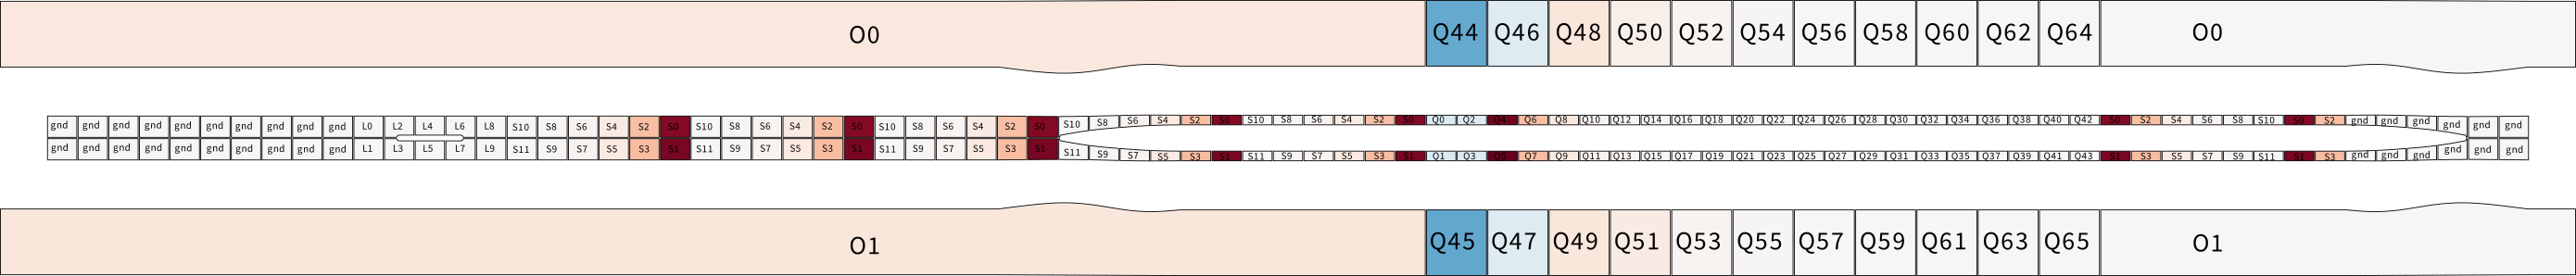 O0 Q44 Q46 Q48 Q50 Q52 Q54 Q56 Q58 Q60 Q62 Q64 O0
gnd gnd gnd gnd gnd gnd gnd gnd gnd gnd L0 L2 L4 L6 L8 S10 S8 S6 S4 S2 S0 S10 S8 S6 S4 S2 S0 S10 S8 S6 S4 S2 S0 S10 S8 S6 S4 S2 S0 S10 S8 S6 S4 S2 S0 Q0 Q2 Q4 Q6 Q8 Q10 Q12 Q14 Q16 Q18 Q20 Q22 Q24 Q26 Q28 Q30 Q32 Q34 Q36 Q38 Q40 Q42 S0 S2 S4 S6 S8 S10 S0 S2 gnd gnd gnd gnd gnd gnd
gnd gnd gnd gnd gnd gnd gnd gnd gnd gnd L1 L3 L5 L7 L9 S11 S9 S7 S5 S3 S1 S11 S9 S7 S5 S3 S1 S11 S9 S7 S5 S3 S1 S11 S9 S7 S5 S3 S1 S11 S9 S7 S5 S3 S1 Q1 Q3 Q5 Q7 Q9 Q11 Q13 Q15 Q17 Q19 Q21 Q23 Q25 Q27 Q29 Q31 Q33 Q35 Q37 Q39 Q41 Q43 S1 S3 S5 S7 S9 S11 S1 S3 gnd gnd gnd gnd gnd gnd
O1 Q45 Q47 Q49 Q51 Q53 Q55 Q57 Q59 Q61 Q63 Q65 O1